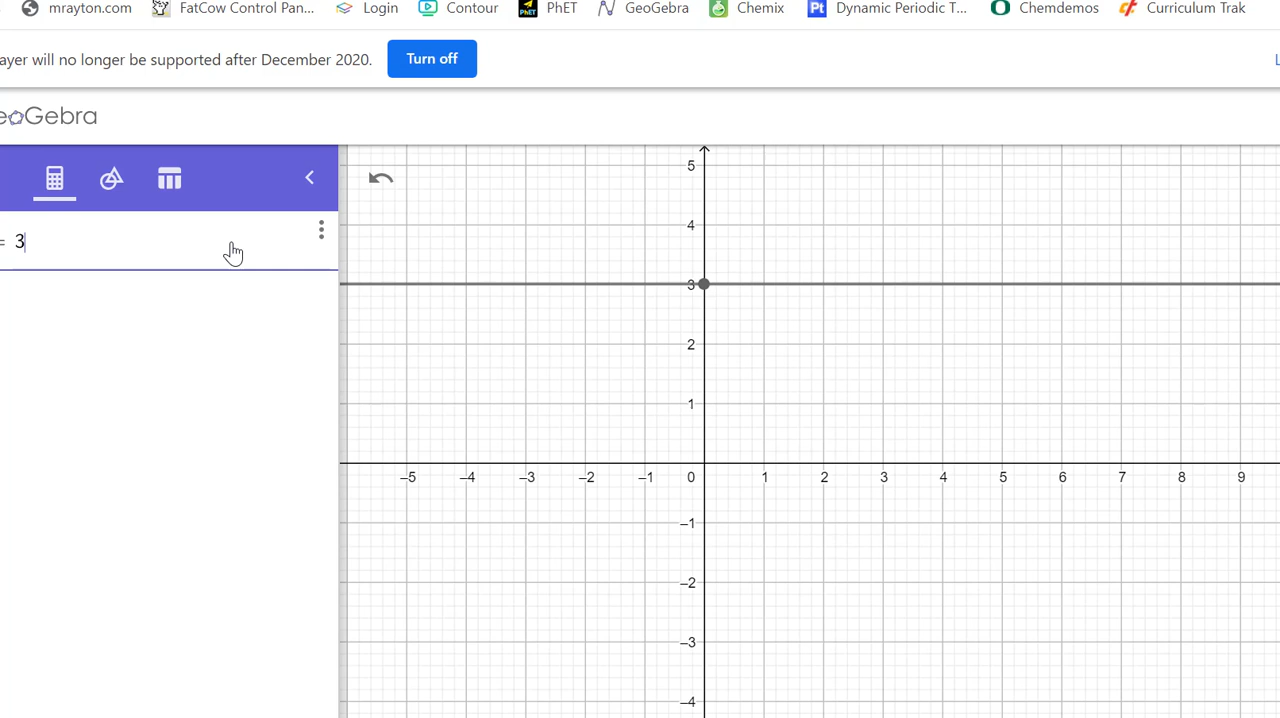 mrayton.com FatCow Control Pan... Login Contour PhET GeoGebra Chemix Pt Dynamic Periodic T... Chemdemos Curriculum Trak
ayer will no longer be supported after December 2020. Turn off L
eoGebra
= 3
5
4
3
2
1
–5 –4 –3 –2 –1 0 1 2 3 4 5 6 7 8 9
–1
–2
–3
–4